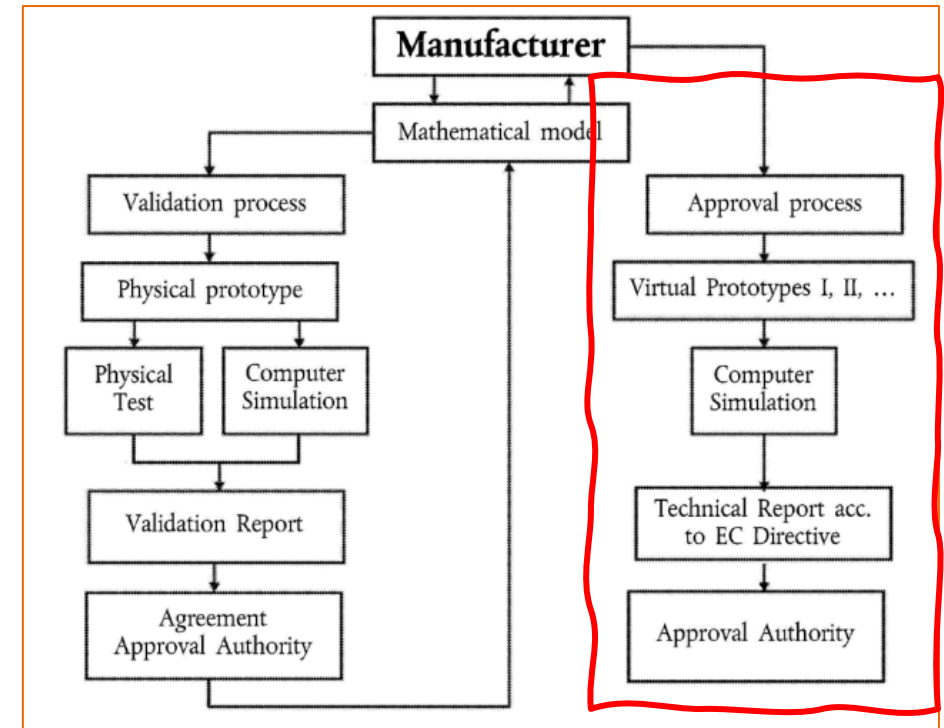 Manufacturer
Mathematical model
Validation process
Physical prototype
Physical
Test
Computer
Simulation
Validation Report
Agreement
Approval Authority
Approval process
Virtual Prototypes I, II, ...
Computer
Simulation
Technical Report acc.
to EC Directive
Approval Authority